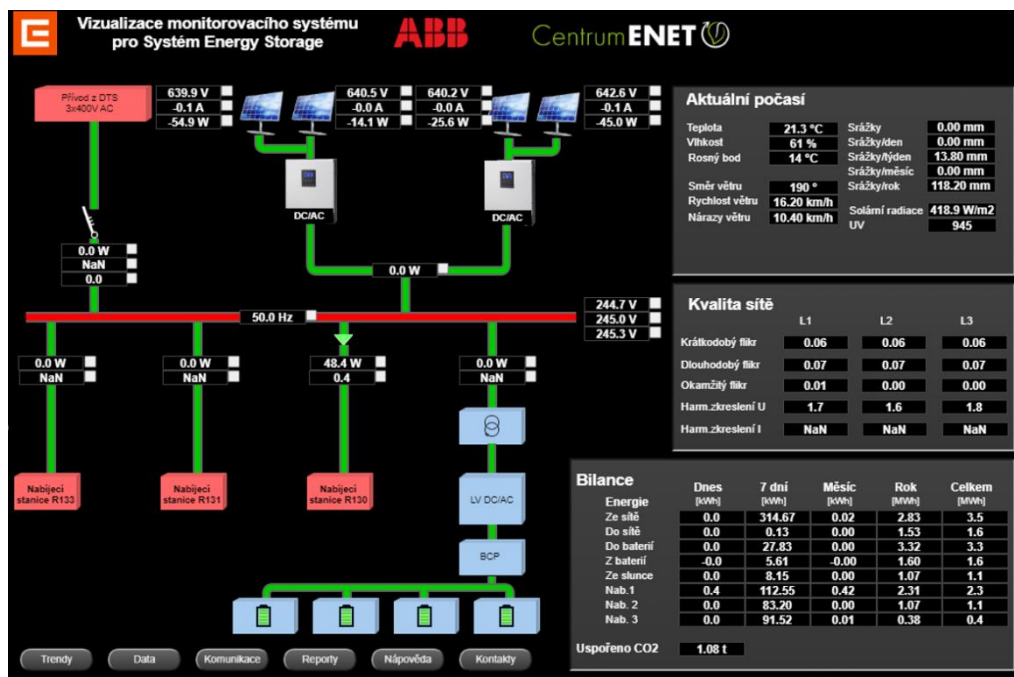 Vizualizace monitorovacího systému
pro Systém Energy Storage
ABB
Centrum ENET
Přívod z DTS
3x400V AC
639.9 V
-0.1 A
-54.9 W
640.5 V
-0.0 A
-14.1 W
640.2 V
-0.0 A
-25.6 W
642.6 V
-0.1 A
-45.0 W
DC/AC
DC/AC
0.0 W
NaN
0.0
0.0 W
50.0 Hz
244.7 V
245.0 V
245.3 V
0.0 W
NaN
0.0 W
NaN
48.4 W
0.4
0.0 W
NaN
Nabíjecí
stanice R133
Nabíjecí
stanice R131
Nabíjecí
stanice R130
LV DC/AC
BCP
Aktuální počasí
Teplota 21.3 °C Srážky 0.00 mm
Vlhkost 61 % Srážky/den 0.00 mm
Rosný bod 14 °C Srážky/týden 13.80 mm
Srážky/měsíc 0.00 mm
Směr větru 190 ° Srážky/rok 118.20 mm
Rychlost větru 16.20 km/h
Solární radiace 418.9 W/m2
Nárazy větru 10.40 km/h
UV 945
Kvalita sítě
L1 L2 L3
Krátkodobý flikr 0.06 0.06 0.06
Dlouhodobý flikr 0.07 0.07 0.07
Okamžitý flikr 0.01 0.00 0.00
Harm.zkreslení U 1.7 1.6 1.8
Harm.zkreslení I NaN NaN NaN
Bilance Dnes 7 dní Měsíc Rok Celkem
Energie [kWh] [kWh] [kWh] [MWh] [MWh]
Ze sítě 0.0 314.67 0.02 2.83 3.5
Do sítě 0.0 0.13 0.00 1.53 1.6
Do baterií 0.0 27.83 0.00 3.32 3.3
Z baterií -0.0 5.61 -0.00 1.60 1.6
Ze slunce 0.0 8.15 0.00 1.07 1.1
Nab.1 0.4 112.55 0.42 2.31 2.3
Nab. 2 0.0 83.20 0.00 1.07 1.1
Nab. 3 0.0 91.52 0.01 0.38 0.4
Uspořeno CO2 1.08 t
Trendy Data Komunikace Reporty Nápověda Kontakty